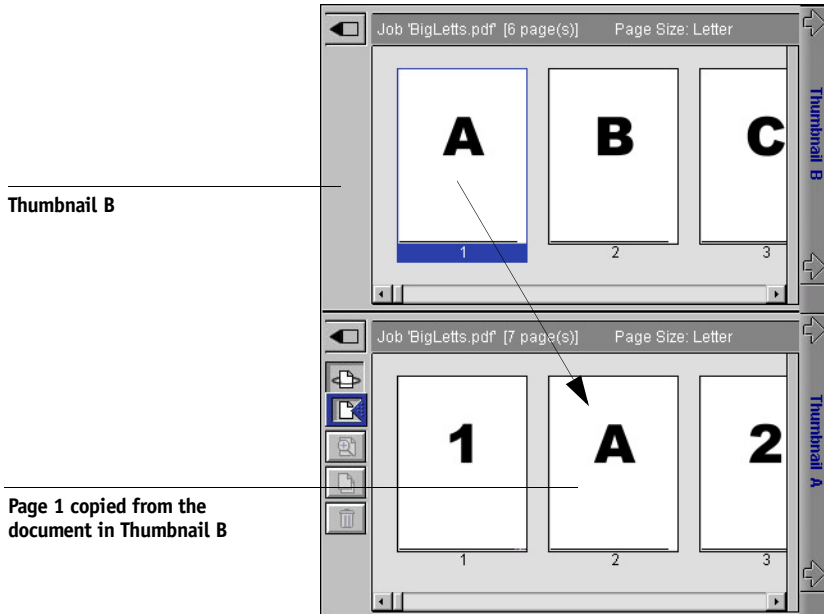 Job 'BigLetts.pdf' [6 page(s)] Page Size: Letter
A B C
1 2 3
Thumbnail B
Thumbnail B
Job 'BigLetts.pdf' [7 page(s)] Page Size: Letter
1 A 2
1 2 3
Thumbnail A
Page 1 copied from the
document in Thumbnail B